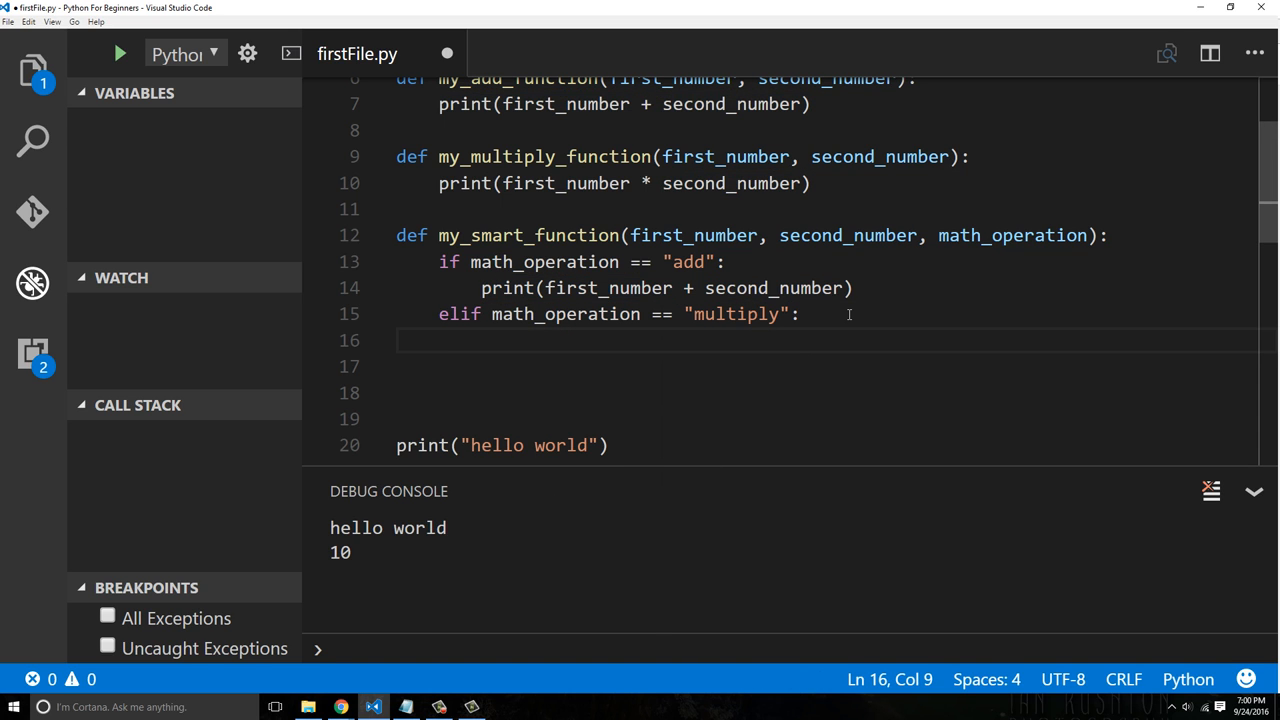 • firstFile.py - Python For Beginners - Visual Studio Code
File Edit View Go Help
Python
firstFile.py
VARIABLES
WATCH
CALL STACK
BREAKPOINTS
All Exceptions
Uncaught Exceptions
1
2
6 def my_add_function(first_number, second_number):
7 print(first_number + second_number)
8
9 def my_multiply_function(first_number, second_number):
10 print(first_number * second_number)
11
12 def my_smart_function(first_number, second_number, math_operation):
13 if math_operation == "add":
14 print(first_number + second_number)
15 elif math_operation == "multiply":
16
17
18
19
20 print("hello world")
DEBUG CONSOLE
hello world
10
0 0 Ln 16, Col 9 Spaces: 4 UTF-8 CRLF Python
I'm Cortana. Ask me anything.
7:00 PM
9/24/2016